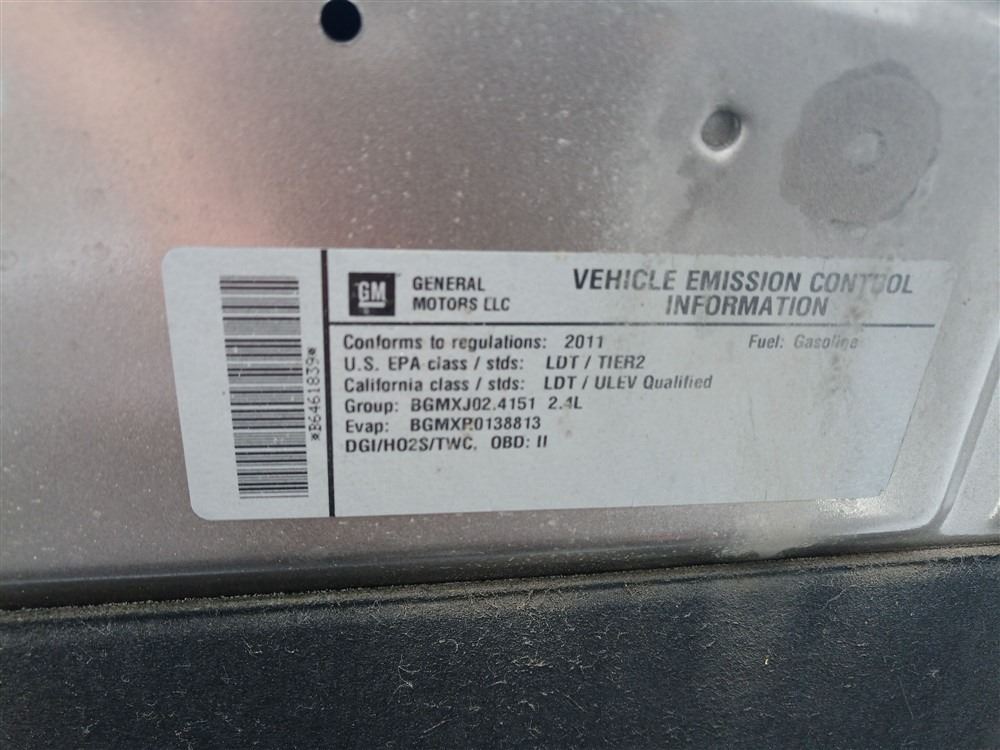 *B6461839*
GM
GENERAL
MOTORS LLC
VEHICLE EMISSION CONTROL
INFORMATION
Conforms to regulations: 2011 Fuel: Gasoline
U.S. EPA class / stds: LDT / TIER2
California class / stds: LDT / ULEV Qualified
Group: BGMXJ02.4151 2.4L
Evap: BGMXR0138813
DGI/HO2S/TWC, OBD: II